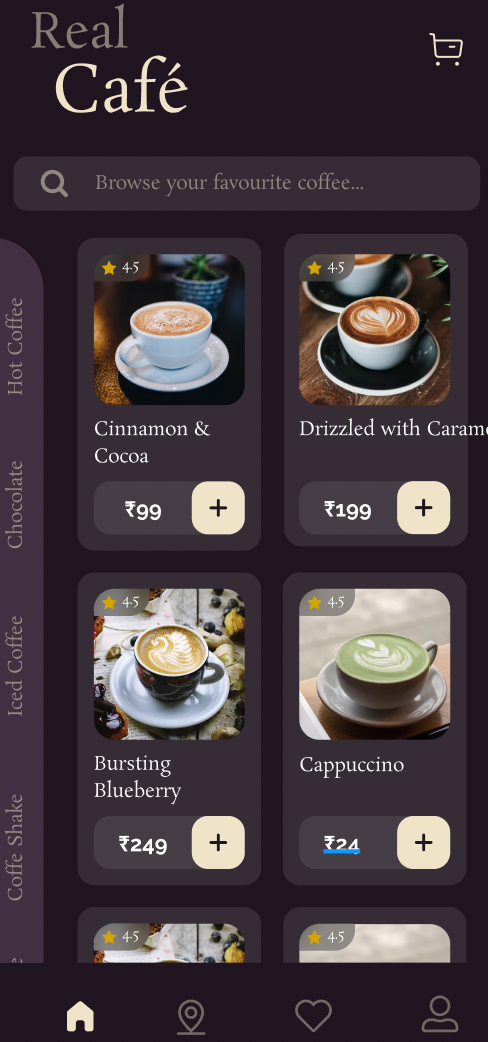 Real
Café
Browse your favourite coffee...
Hot Coffee
Chocolate
Iced Coffee
Coffe Shake
4.5
4.5
Cinnamon &
Cocoa
Drizzled with Carame
₹99
+
₹199
+
4.5
4.5
Bursting
Blueberry
Cappuccino
₹249
+
₹24
+
4.5
4.5